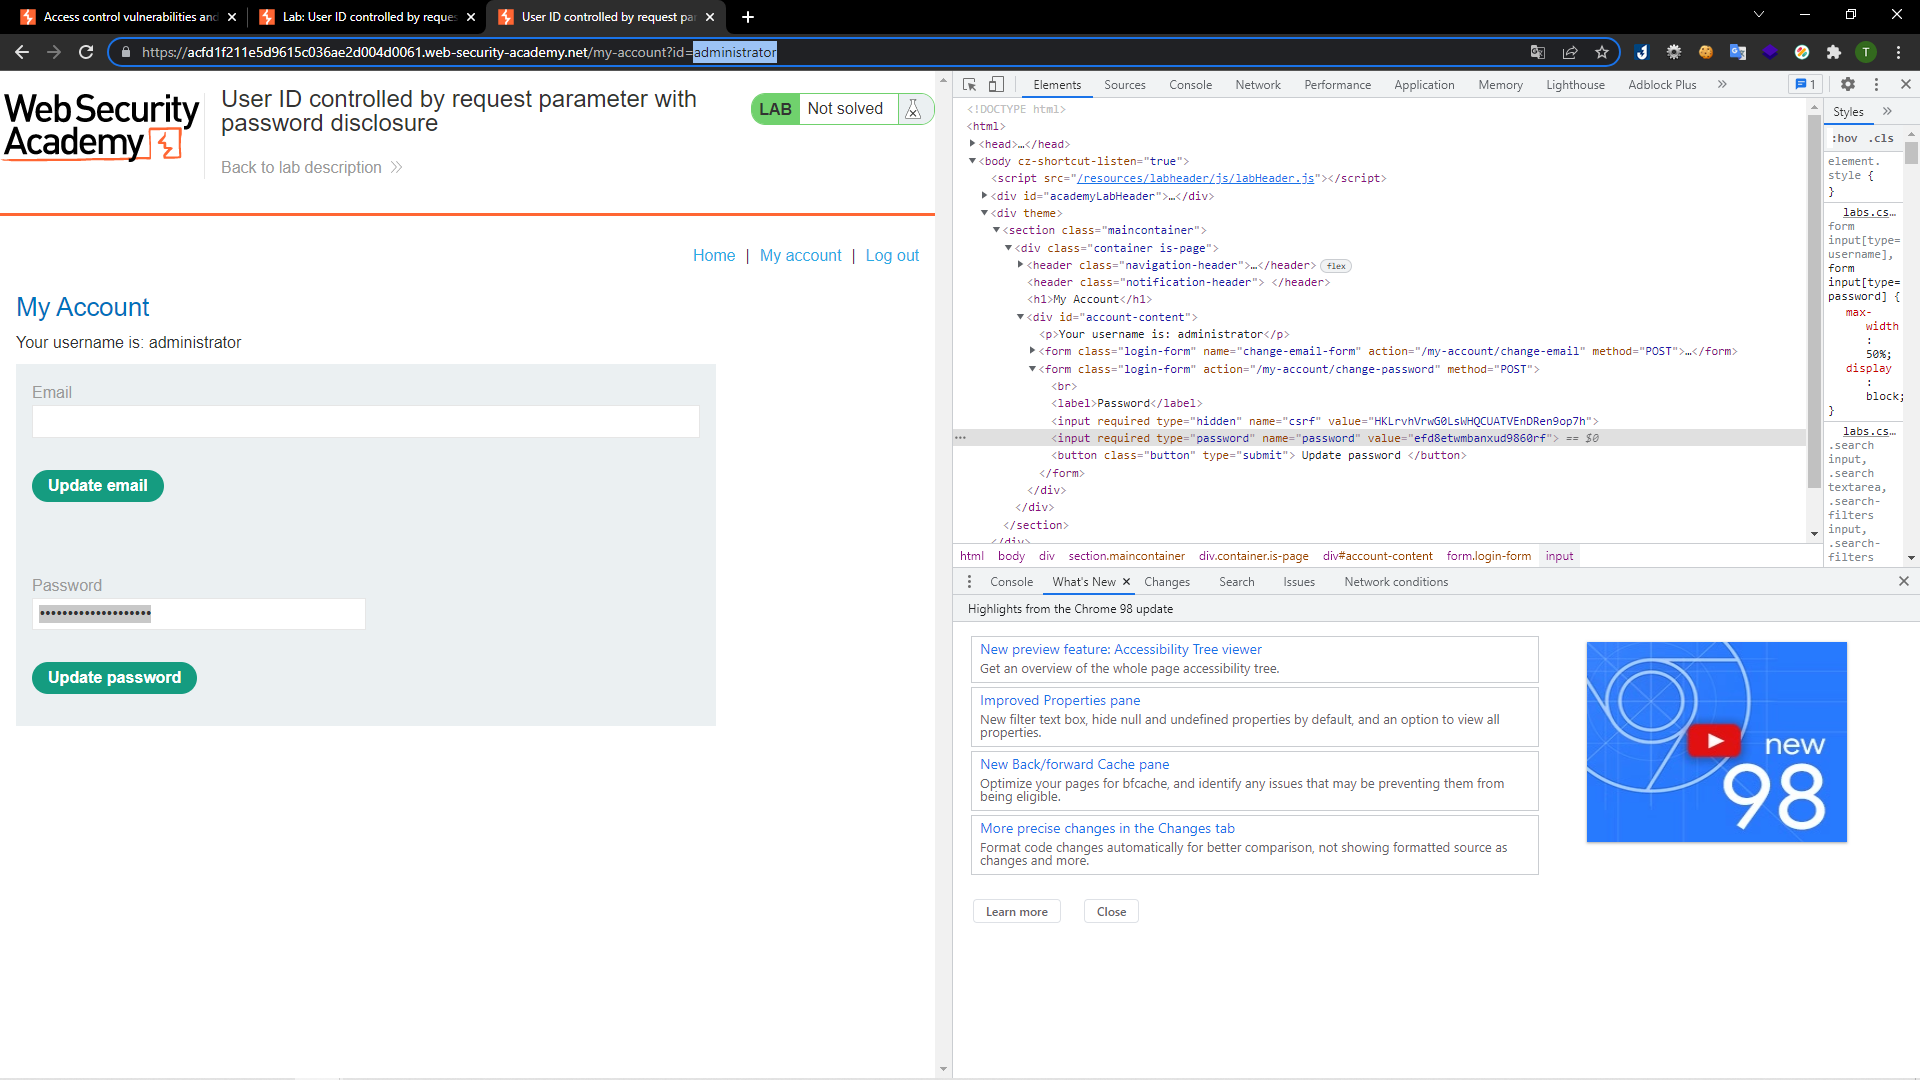 Access control vulnerabilities and
Lab: User ID controlled by reques
User ID controlled by request par
https://acfd1f211e5d9615c036ae2d004d0061.web-security-academy.net/my-account?id=administrator
T
Web Security
Academy
User ID controlled by request parameter with
password disclosure
Back to lab description
LAB Not solved
Home | My account | Log out
My Account
Your username is: administrator
Email
Update email
Password
••••••••••••••••••••
Update password
Elements Sources Console Network Performance Application Memory Lighthouse Adblock Plus » 1
<!DOCTYPE html>
<html>
<head>…</head>
<body cz-shortcut-listen="true">
<script src="/resources/labheader/js/labHeader.js"></script>
<div id="academyLabHeader">…</div>
<div theme>
<section class="maincontainer">
<div class="container is-page">
<header class="navigation-header">…</header> flex
<header class="notification-header"> </header>
<h1>My Account</h1>
<div id="account-content">
<p>Your username is: administrator</p>
<form class="login-form" name="change-email-form" action="/my-account/change-email" method="POST">…</form>
<form class="login-form" action="/my-account/change-password" method="POST">
<br>
<label>Password</label>
<input required type="hidden" name="csrf" value="HKLrvhVrwG0LsWHQCUATVEnDRen9op7h">
<input required type="password" name="password" value="efd8etwmbanxud9860rf"> == $0
<button class="button" type="submit"> Update password </button>
</form>
</div>
</div>
</section>
</div>
html body div section.maincontainer div.container.is-page div#account-content form.login-form input
Styles »
:hov .cls
element.
style {
}
labs.cs…
form
input[type=
username],
form
input[type=
password] {
max-
width
:
50%;
display
:
block;
}
labs.cs…
.search
input,
.search
textarea,
.search-
filters
input,
.search-
filters
Console What's New Changes Search Issues Network conditions
Highlights from the Chrome 98 update
New preview feature: Accessibility Tree viewer
Get an overview of the whole page accessibility tree.
Improved Properties pane
New filter text box, hide null and undefined properties by default, and an option to view all
properties.
New Back/forward Cache pane
Optimize your pages for bfcache, and identify any issues that may be preventing them from
being eligible.
More precise changes in the Changes tab
Format code changes automatically for better comparison, not showing formatted source as
changes and more.
Learn more Close
new
98